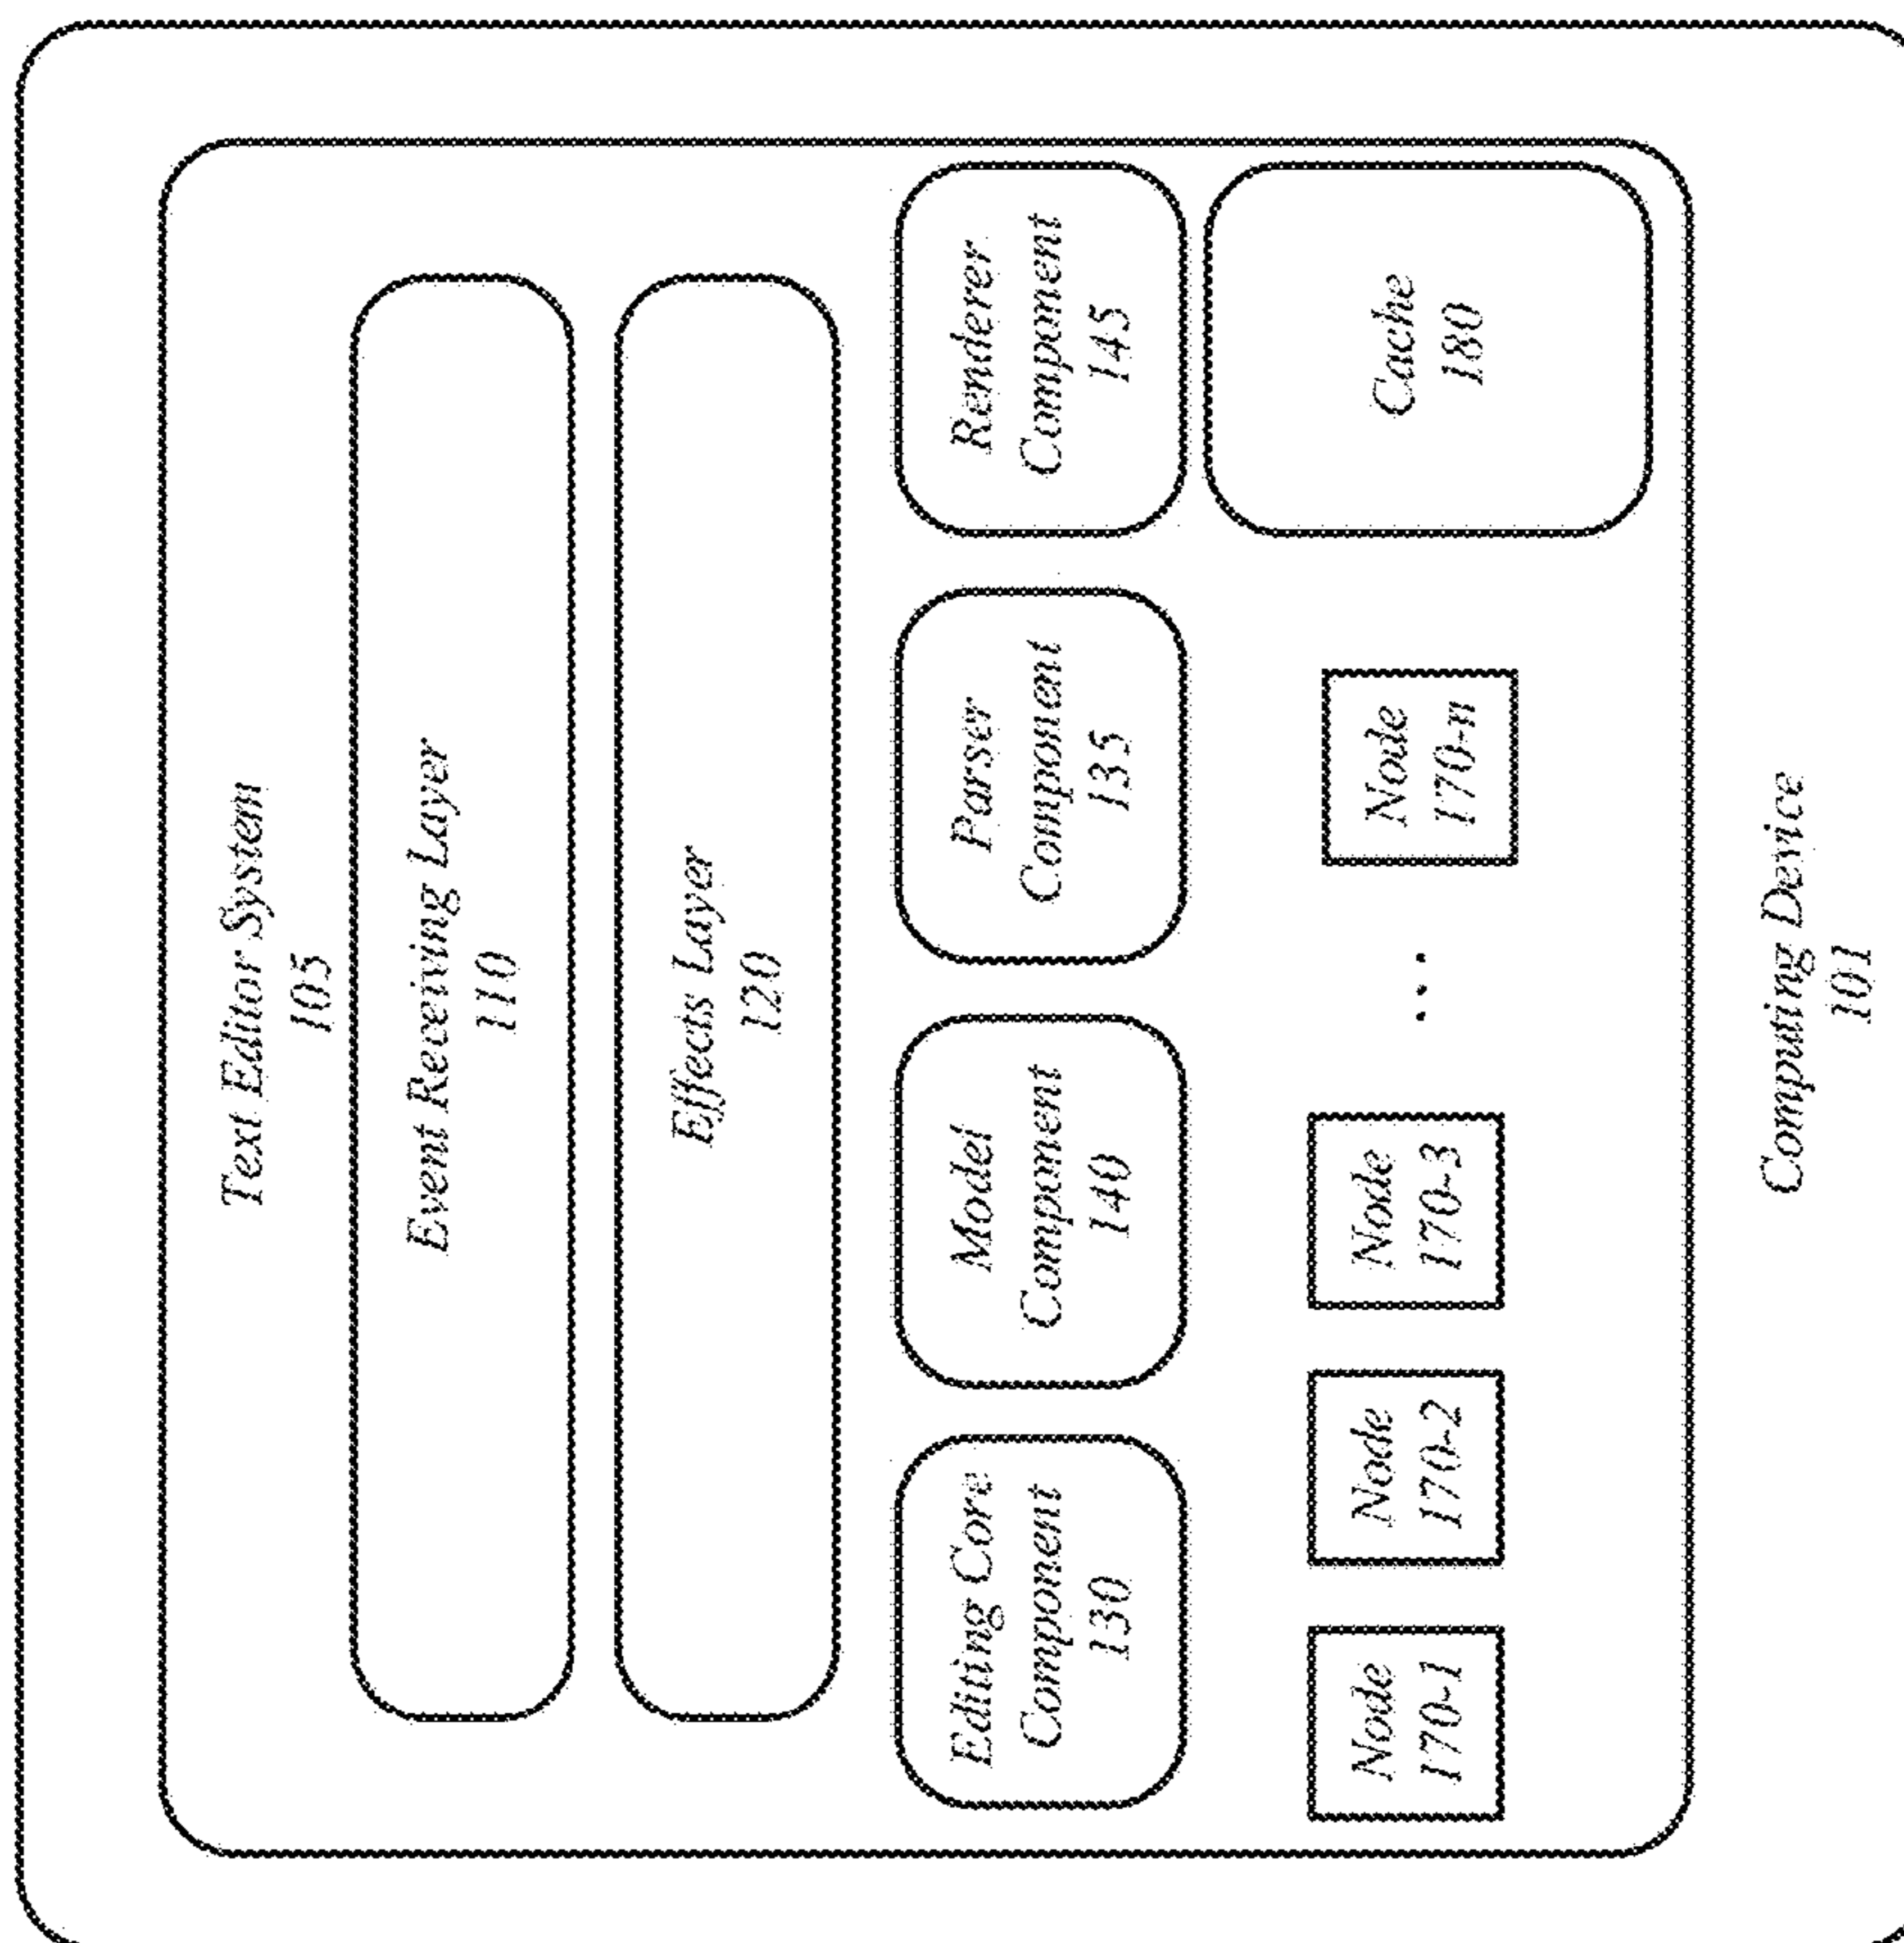 Text Editor System
105
Event Receiving Layer
110
Effects Layer
120
Editing Core
Component
130
Model
Component
140
Parser
Component
135
Renderer
Component
145
Node
170-1
Node
170-2
Node
170-3
...
Node
170-n
Cache
180
Computing Device
101